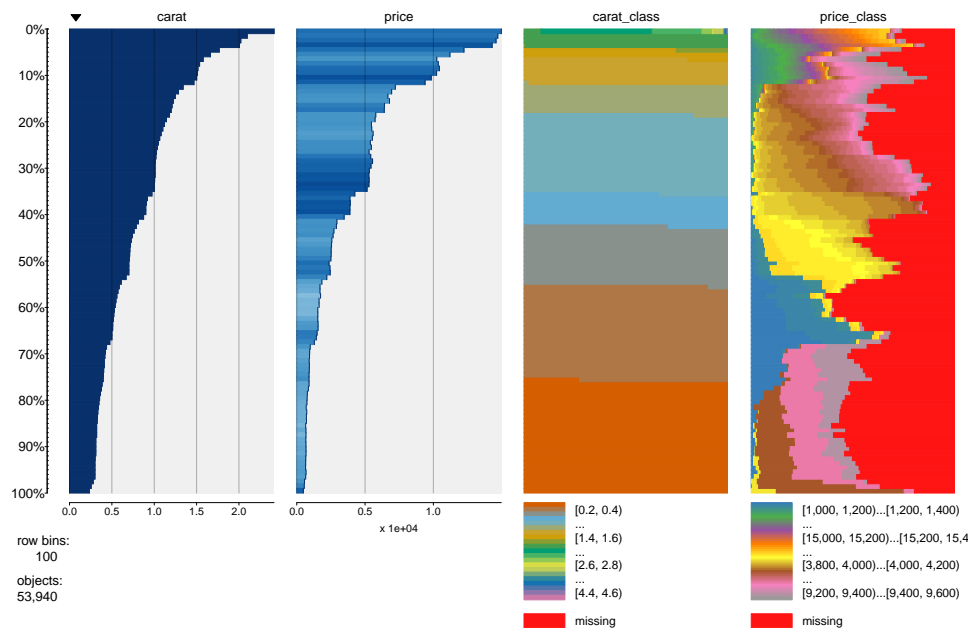 carat
price
carat_class
price_class
0%
10%
20%
30%
40%
50%
60%
70%
80%
90%
100%
0.0 0.5 1.0 1.5 2.0
0.0 0.5 1.0
x 1e+04
row bins:
100
objects:
53,940
[0.2, 0.4)
...
[1.4, 1.6)
...
[2.6, 2.8)
...
[4.4, 4.6)
missing
[1,000, 1,200)...[1,200, 1,400)
...
[15,000, 15,200)...[15,200, 15,4
...
[3,800, 4,000)...[4,000, 4,200)
...
[9,200, 9,400)...[9,400, 9,600)
missing